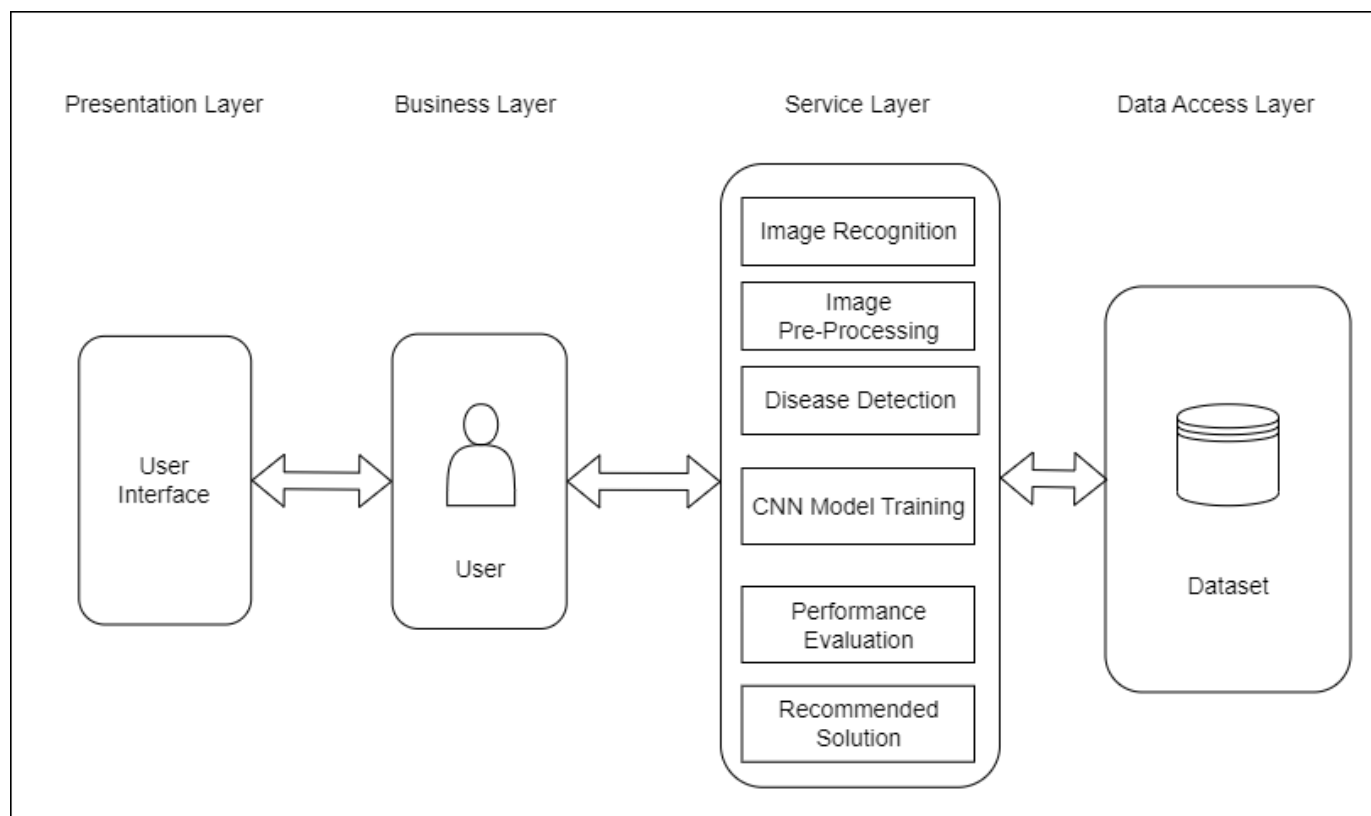 Presentation Layer
Business Layer
Service Layer
Data Access Layer
User
Interface
User
Image Recognition
Image
Pre-Processing
Disease Detection
CNN Model Training
Performance
Evaluation
Recommended
Solution
Dataset